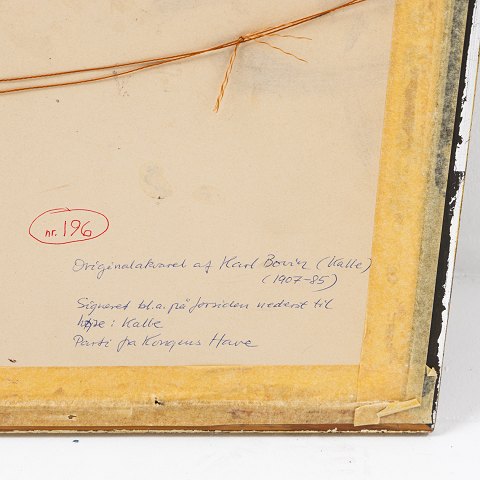 nr. 196
Originalakvarel af Karl Bovin (Kalle)
(1907-85)
Signeret bl.a. på forsiden nederst til
højre: Kalle
Parti fra Kongens Have